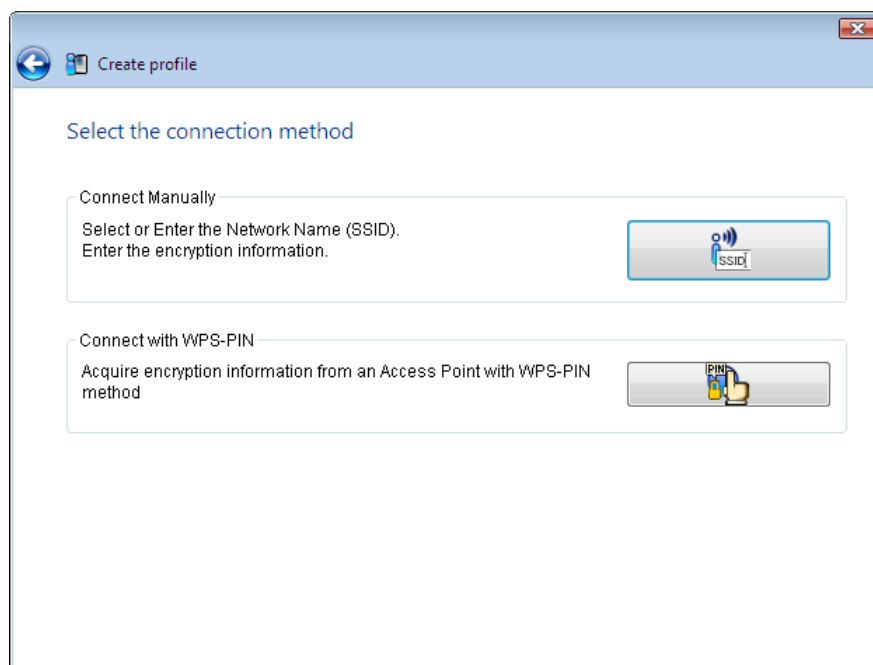 Create profile
Select the connection method
Connect Manually
Select or Enter the Network Name (SSID).
Enter the encryption information.
SSID
Connect with WPS-PIN
Acquire encryption information from an Access Point with WPS-PIN
method
PIN